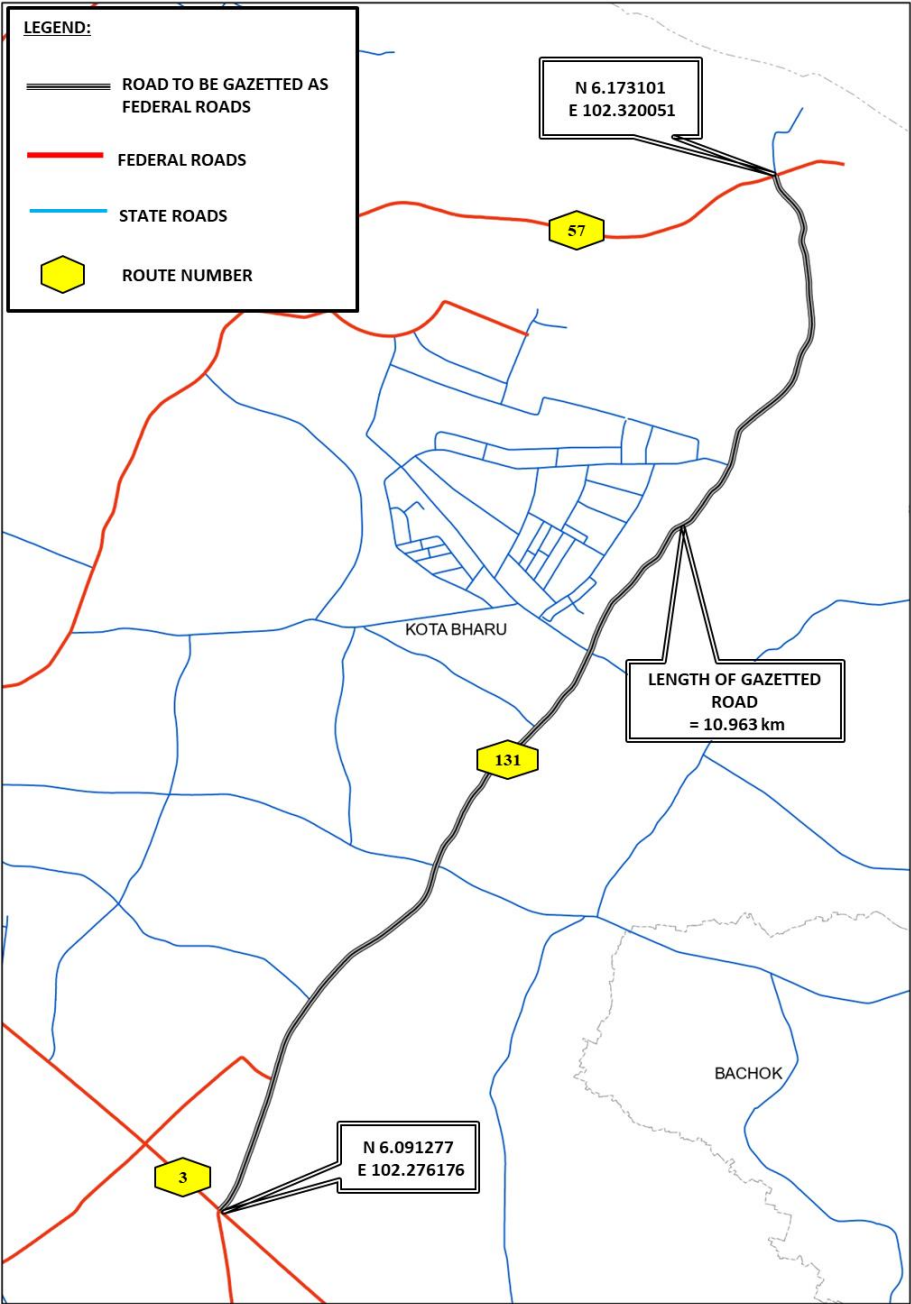 LEGEND:
ROAD TO BE GAZETTED AS
FEDERAL ROADS
FEDERAL ROADS
STATE ROADS
ROUTE NUMBER
N 6.173101
E 102.320051
57
KOTA BHARU
LENGTH OF GAZETTED
ROAD
= 10.963 km
131
BACHOK
N 6.091277
E 102.276176
3